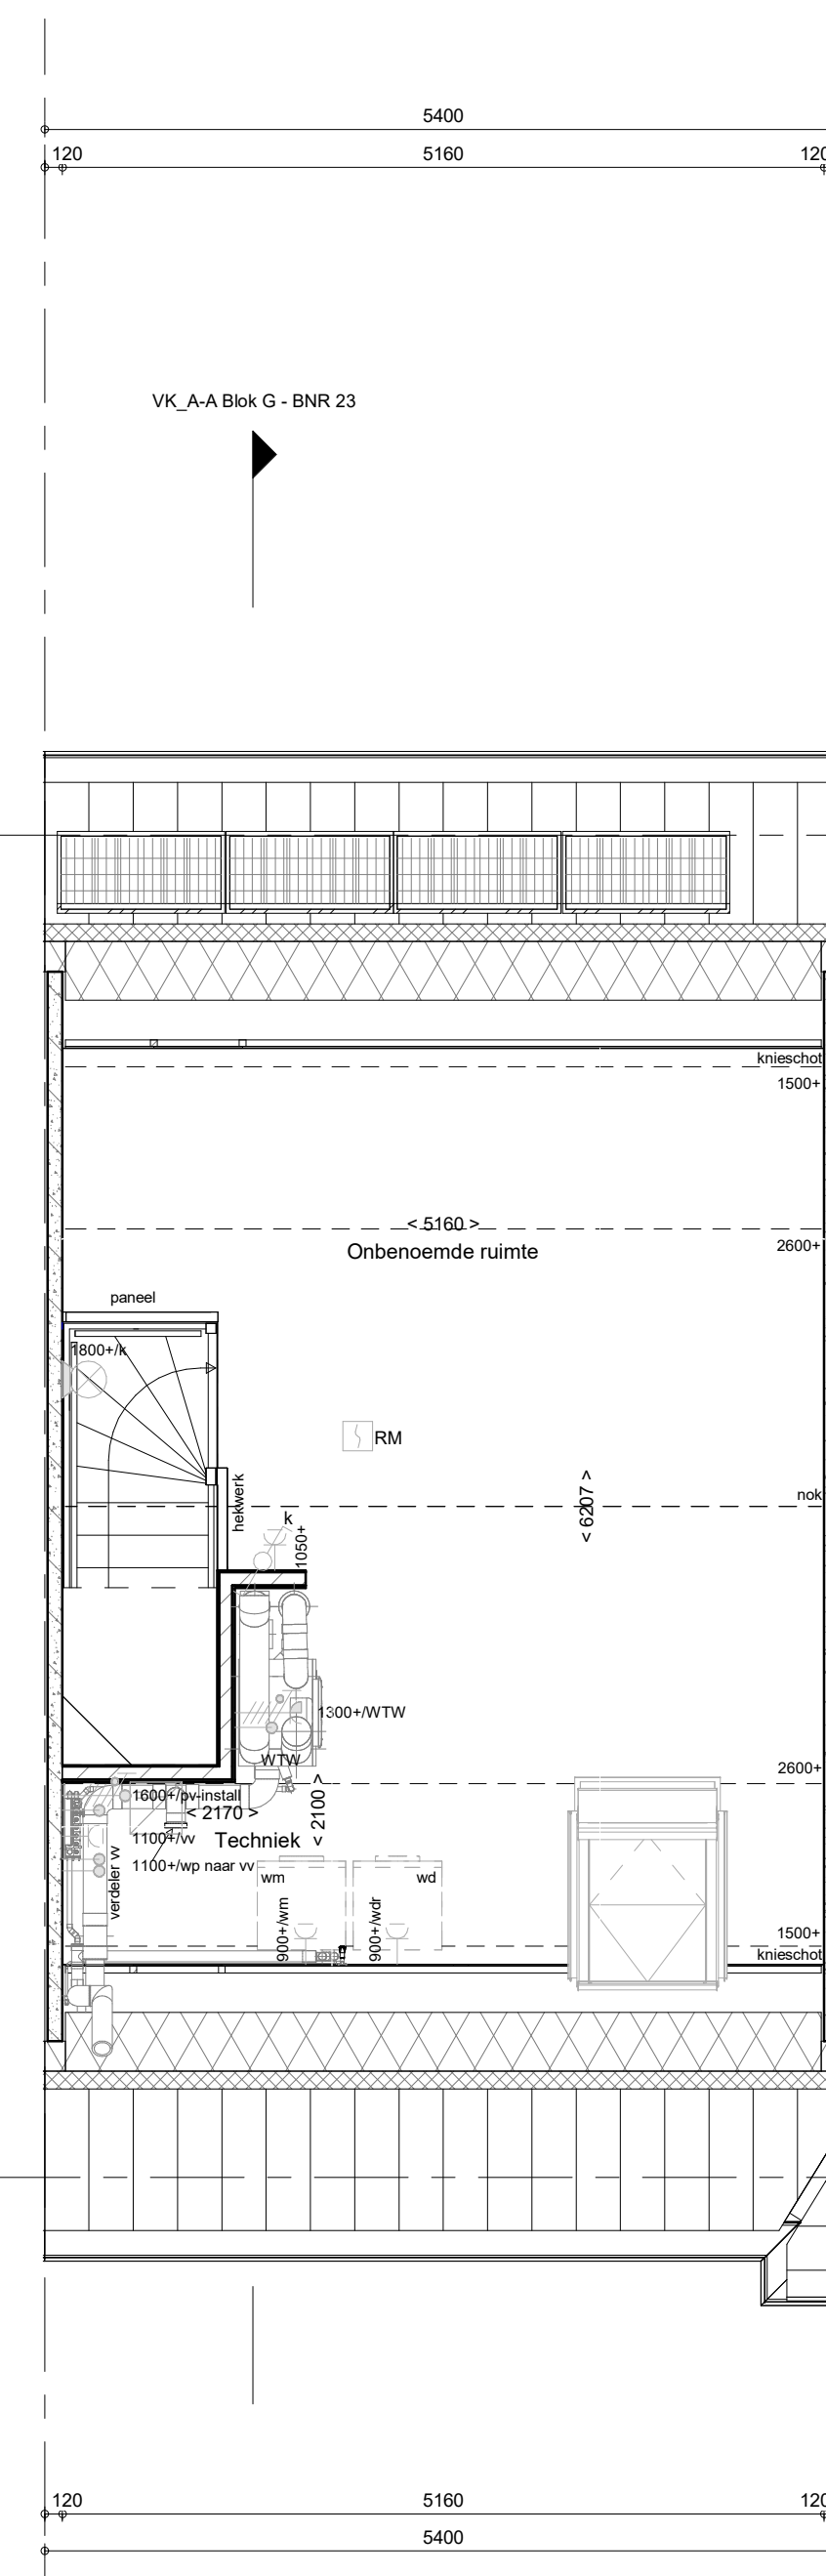 5400
120 5160 120
VK_A-A Blok G - BNR 23
knieschot
1500+
< 5160 >
Onbenoemde ruimte
2600+
paneel
1800+/k
RM
hekwerk
nok
< 6207 >
k
1050+
1300+/WTW
WTW
2600+
1600+/pv-install
< 2170 >
< 2100 >
1100+/vv
Techniek
1100+/wp naar vv
verdeler vv
wm
wd
900+/wm
900+/wdr
1500+
knieschot
120 5160 120
5400